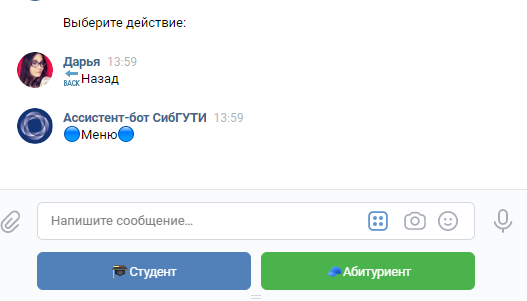 Выберите действие:
Дарья 13:59
BACK Назад
Ассистент-бот СибГУТИ 13:59
Меню
Напишите сообщение...
Студент
Абитуриент